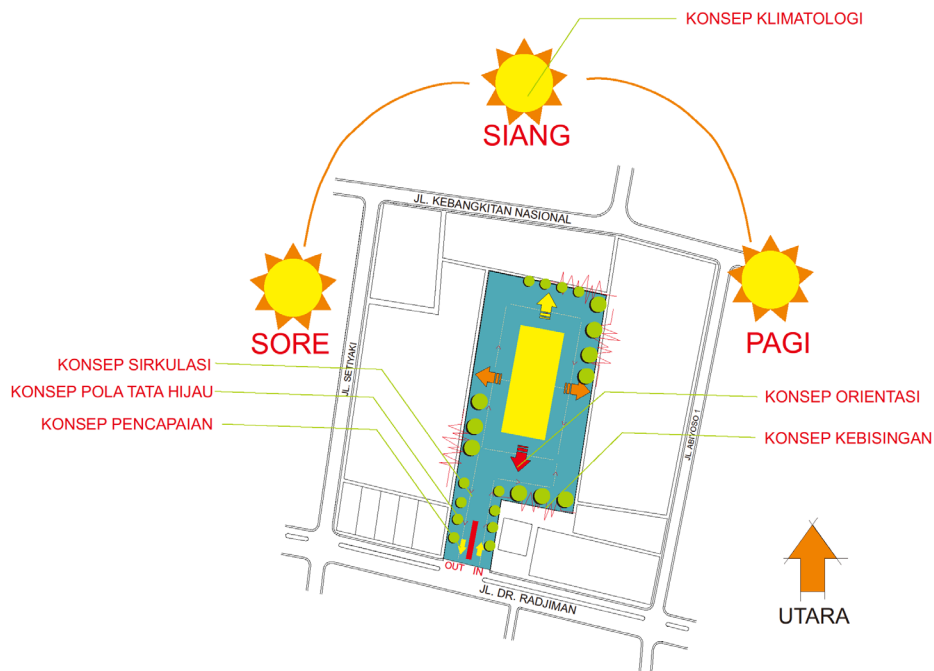 KONSEP KLIMATOLOGI
SIANG
JL. KEBANGKITAN NASIONAL
SORE
PAGI
KONSEP SIRKULASI
JL. SETIYAKI
KONSEP POLA TATA HIJAU
KONSEP ORIENTASI
JL. ABIYOSO 1
KONSEP PENCAPAIAN
KONSEP KEBISINGAN
OUT
IN
JL. DR. RADJIMAN
UTARA